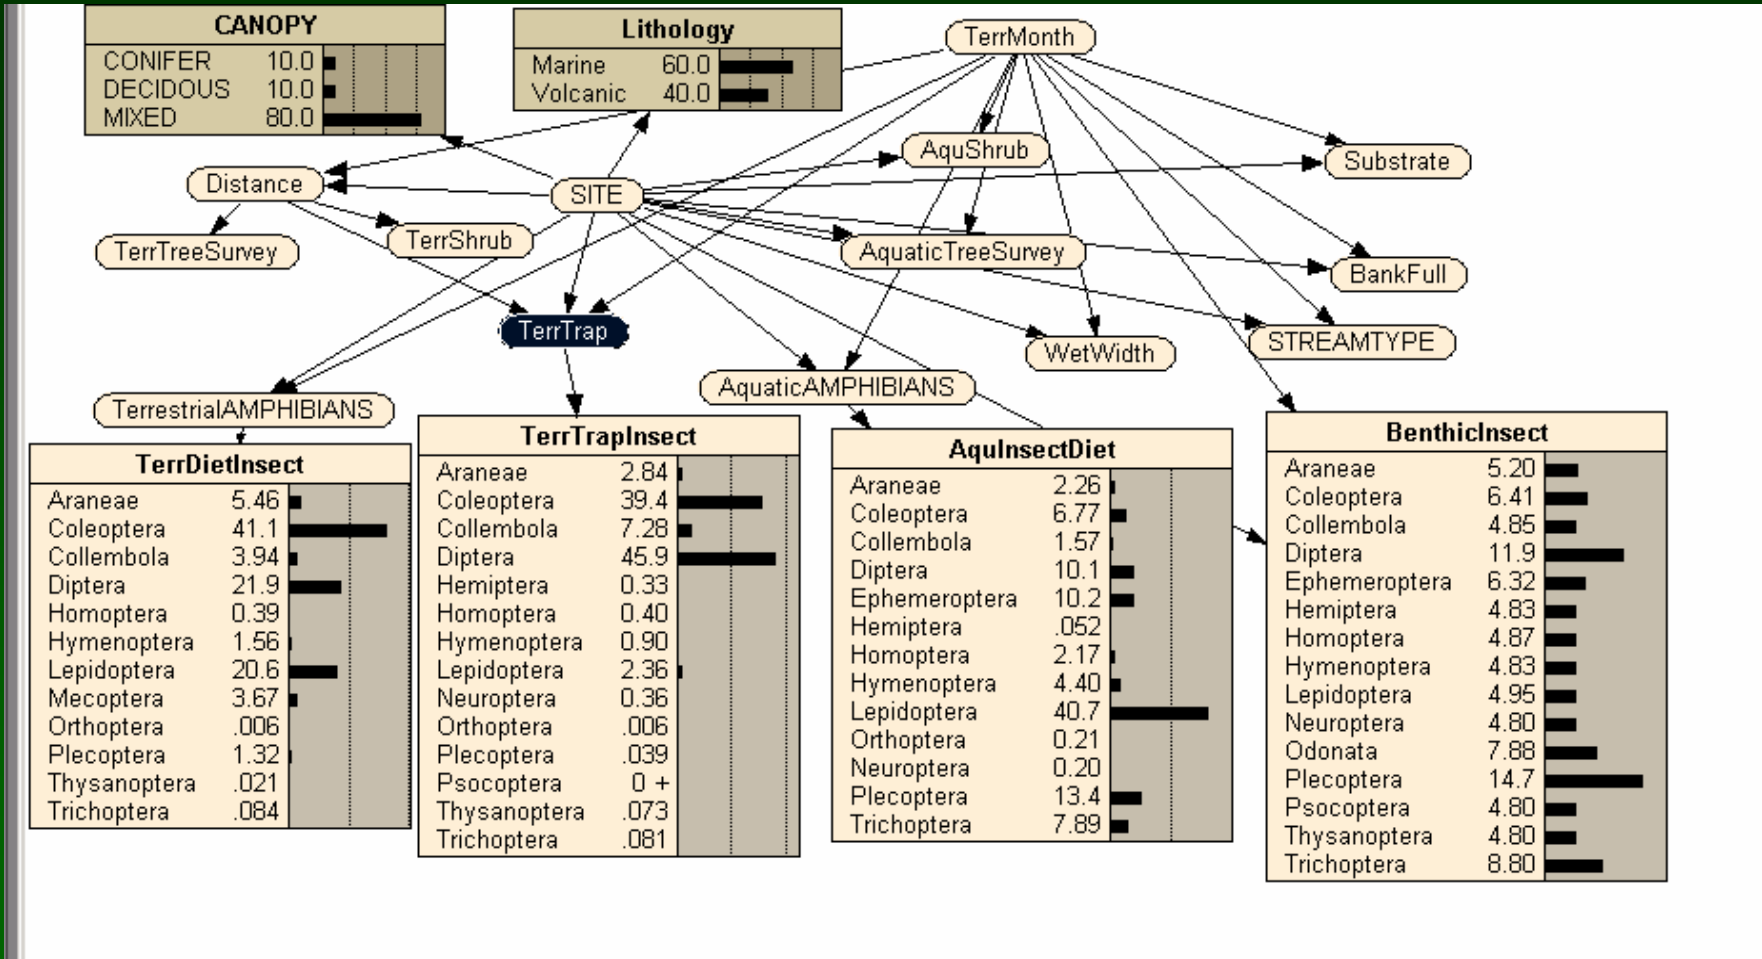 CANOPY
CONIFER 10.0
DECIDOUS 10.0
MIXED 80.0
Lithology
Marine 60.0
Volcanic 40.0
TerrMonth
AquShrub
Substrate
Distance
SITE
TerrTreeSurvey
TerrShrub
AquaticTreeSurvey
BankFull
TerrTrap
WetWidth
STREAMTYPE
TerrestrialAMPHIBIANS
AquaticAMPHIBIANS
TerrDietInsect
Araneae 5.46
Coleoptera 41.1
Collembola 3.94
Diptera 21.9
Homoptera 0.39
Hymenoptera 1.56
Lepidoptera 20.6
Mecoptera 3.67
Orthoptera .006
Plecoptera 1.32
Thysanoptera .021
Trichoptera .084
TerrTrapInsect
Araneae 2.84
Coleoptera 39.4
Collembola 7.28
Diptera 45.9
Hemiptera 0.33
Homoptera 0.40
Hymenoptera 0.90
Lepidoptera 2.36
Neuroptera 0.36
Orthoptera .006
Plecoptera .039
Psocoptera 0 +
Thysanoptera .073
Trichoptera .081
AquInsectDiet
Araneae 2.26
Coleoptera 6.77
Collembola 1.57
Diptera 10.1
Ephemeroptera 10.2
Hemiptera .052
Homoptera 2.17
Hymenoptera 4.40
Lepidoptera 40.7
Orthoptera 0.21
Neuroptera 0.20
Plecoptera 13.4
Trichoptera 7.89
BenthicInsect
Araneae 5.20
Coleoptera 6.41
Collembola 4.85
Diptera 11.9
Ephemeroptera 6.32
Hemiptera 4.83
Homoptera 4.87
Hymenoptera 4.83
Lepidoptera 4.95
Neuroptera 4.80
Odonata 7.88
Plecoptera 14.7
Psocoptera 4.80
Thysanoptera 4.80
Trichoptera 8.80